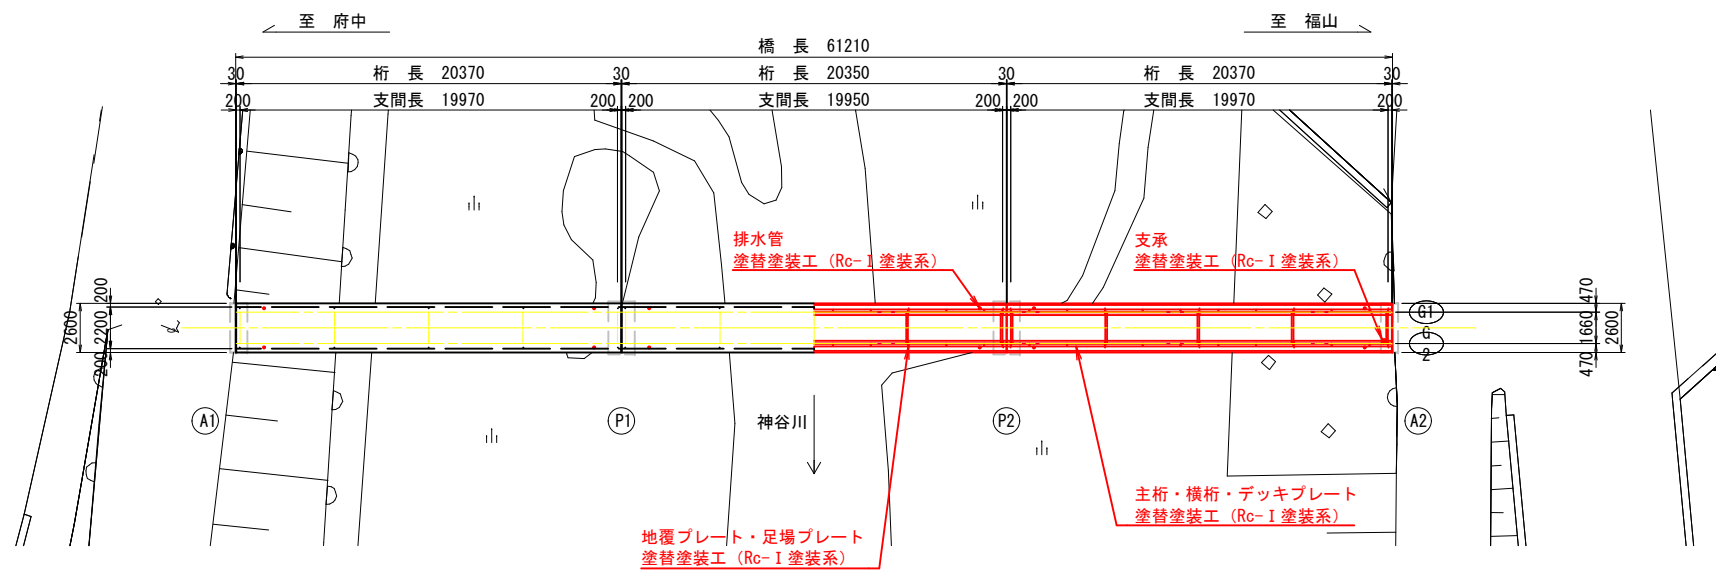 至　府中
至　福山
橋　長　61210
30
桁　長　20370
30
桁　長　20350
30
桁　長　20370
30
200
支間長　19970
200
200
支間長　19950
200
200
支間長　19970
200
排水管
塗替塗装工（Rc-Ⅰ塗装系）
支承
塗替塗装工（Rc-Ⅰ塗装系）
200
2200
200
2600
470
1660
470
2600
G1
G
2
A1
P1
神谷川
P2
A2
主桁・横桁・デッキプレート
塗替塗装工（Rc-Ⅰ塗装系）
地覆プレート・足場プレート
塗替塗装工（Rc-Ⅰ塗装系）